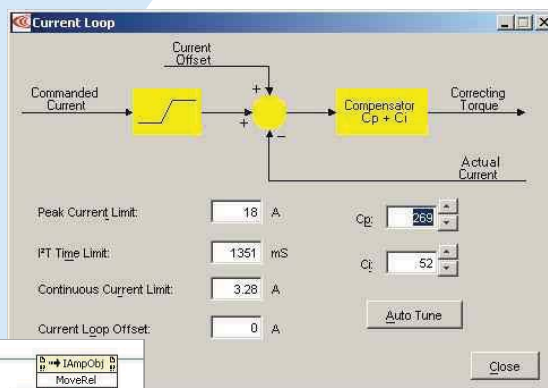 Current Loop
Current
Offset
Commanded
Current
+
+
−
Compensator
Cp + Ci
Correcting
Torque
Actual
Current
Peak Current Limit: 18 A
Cp: 269
I²T Time Limit: 1351 mS
Ci: 52
Continuous Current Limit: 3.28 A
Auto Tune
Current Loop Offset: 0 A
Close
IAmpObj
MoveRel